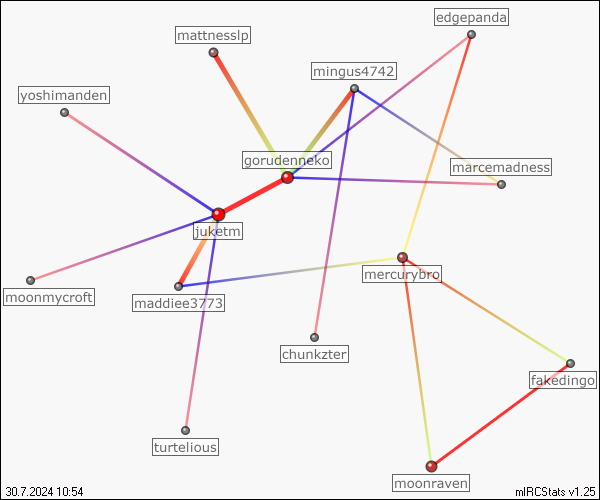 edgepanda
mattnesslp
mingus4742
yoshimanden
gorudenneko
marcemadness
juketm
mercurybro
moonmycroft
maddiee3773
chunkzter
fakedingo
turtelious
moonraven
30.7.2024 10:54
mIRCStats v1.25